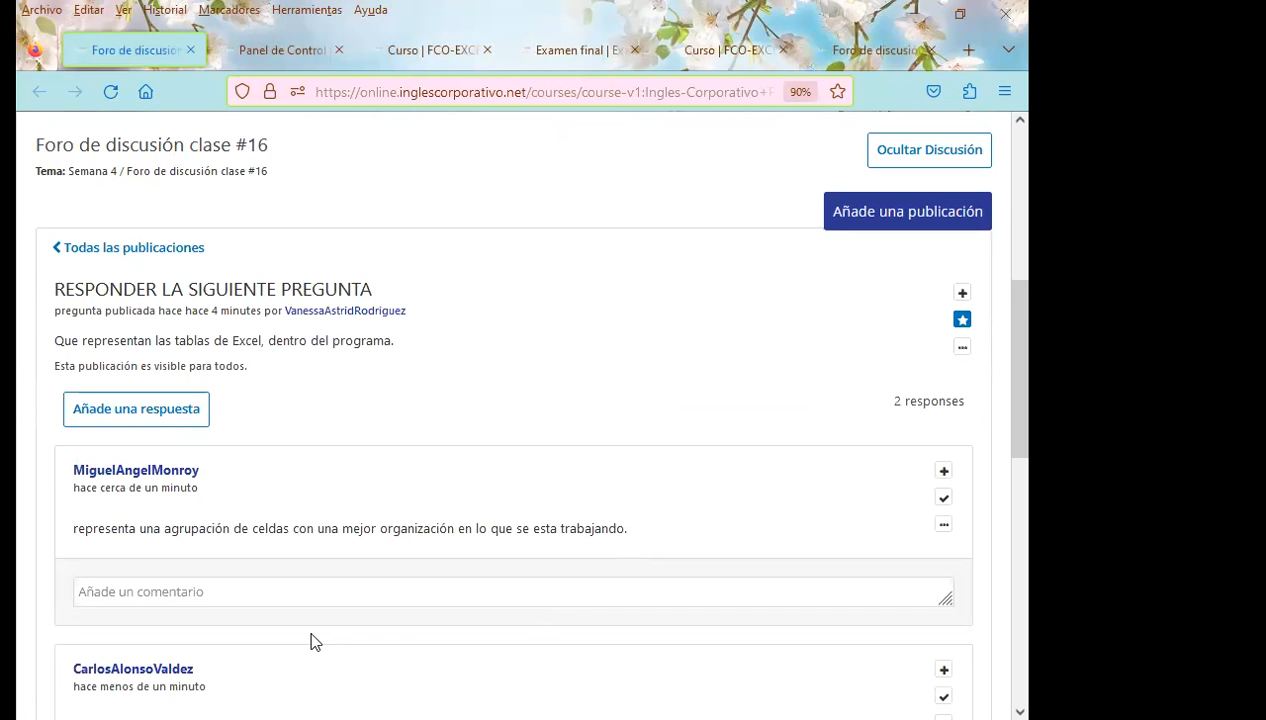 Archivo Editar Ver Historial Marcadores Herramientas Ayuda
Foro de discusión Panel de Control Curso | FCO-EXCE Examen final | Ex Curso | FCO-EXCE Foro de discusió
https://online.inglescorporativo.net/courses/course-v1:Ingles-Corporativo+F 90%
Foro de discusión clase #16
Ocultar Discusión
Tema: Semana 4 / Foro de discusión clase #16
Añade una publicación
Todas las publicaciones
RESPONDER LA SIGUIENTE PREGUNTA
pregunta publicada hace hace 4 minutes por VanessaAstridRodriguez
Que representan las tablas de Excel, dentro del programa.
Esta publicación es visible para todos.
Añade una respuesta
2 responses
MiguelAngelMonroy
hace cerca de un minuto
representa una agrupación de celdas con una mejor organización en lo que se esta trabajando.
Añade un comentario
CarlosAlonsoValdez
hace menos de un minuto